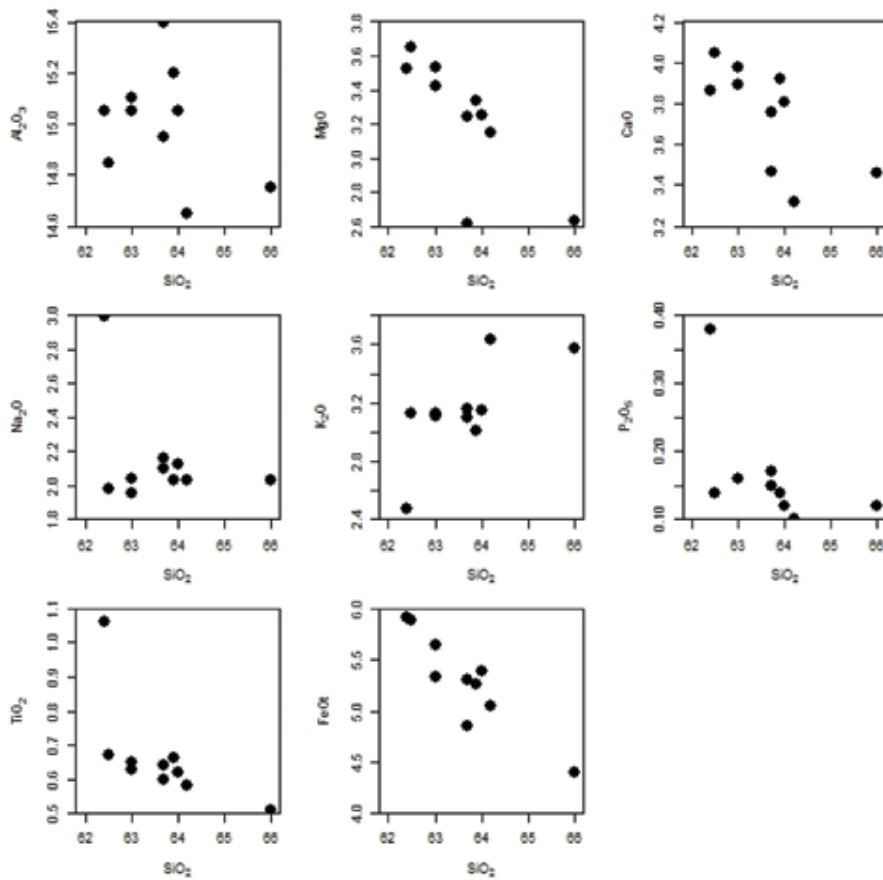 Al₂O₃
14.6 14.8 15.0 15.2 15.4
62 63 64 65 66
SiO₂
MgO
2.6 2.8 3.0 3.2 3.4 3.6 3.8
62 63 64 65 66
SiO₂
CaO
3.2 3.4 3.6 3.8 4.0 4.2
62 63 64 65 66
SiO₂
Na₂O
1.8 2.0 2.2 2.4 2.6 2.8 3.0
62 63 64 65 66
SiO₂
K₂O
2.4 2.8 3.2 3.6
62 63 64 65 66
SiO₂
P₂O₅
0.10 0.20 0.30 0.40
62 63 64 65 66
SiO₂
TiO₂
0.5 0.6 0.7 0.8 0.9 1.0 1.1
62 63 64 65 66
SiO₂
FeOt
4.0 4.5 5.0 5.5 6.0
62 63 64 65 66
SiO₂